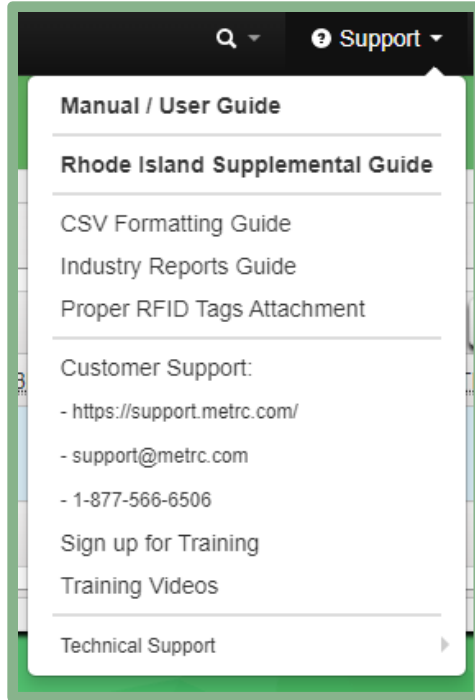 Support
Manual / User Guide
Rhode Island Supplemental Guide
CSV Formatting Guide
Industry Reports Guide
Proper RFID Tags Attachment
Customer Support:
- https://support.metrc.com/
- support@metrc.com
- 1-877-566-6506
Sign up for Training
Training Videos
Technical Support